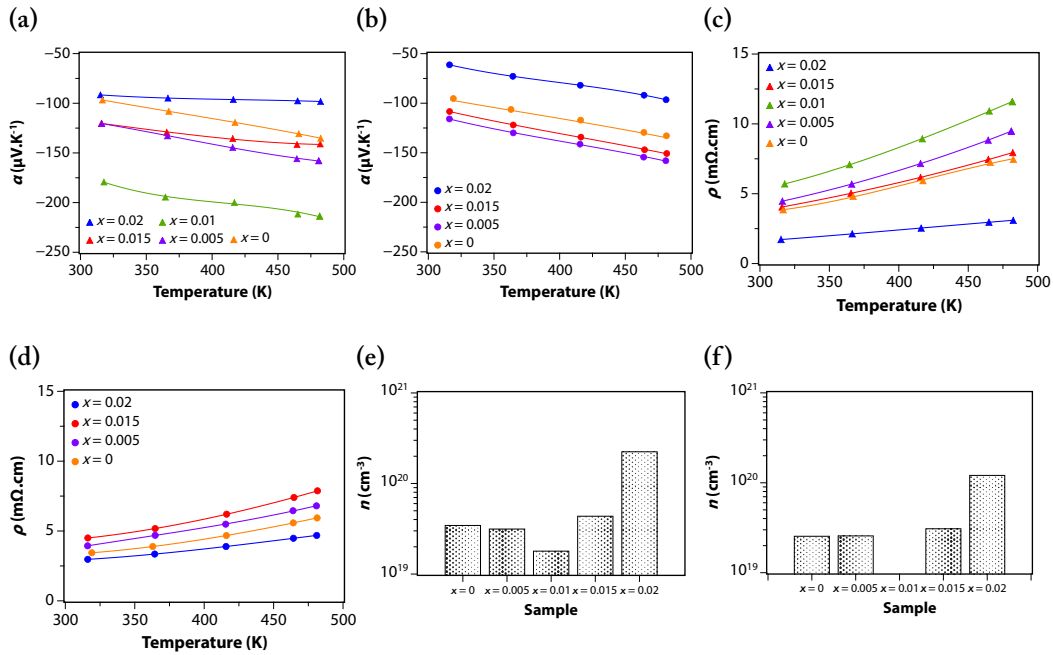 (a)
α (μV.K⁻¹)
−50
−100
−150
−200
−250
x = 0.02 x = 0.01
x = 0.015 x = 0.005 x = 0
300 350 400 450 500
Temperature (K)
(b)
α (μV.K⁻¹)
−50
−100
−150
−200
−250
x = 0.02
x = 0.015
x = 0.005
x = 0
300 350 400 450 500
Temperature (K)
(c)
ρ (mΩ.cm)
15
10
5
0
x = 0.02
x = 0.015
x = 0.01
x = 0.005
x = 0
300 350 400 450 500
Temperature (K)
(d)
ρ (mΩ.cm)
15
10
5
0
x = 0.02
x = 0.015
x = 0.005
x = 0
300 350 400 450 500
Temperature (K)
(e)
n (cm⁻³)
10²¹
10²⁰
10¹⁹
x = 0 x = 0.005 x = 0.01 x = 0.015 x = 0.02
Sample
(f)
n (cm⁻³)
10²¹
10²⁰
10¹⁹
x = 0 x = 0.005 x = 0.01 x = 0.015 x = 0.02
Sample